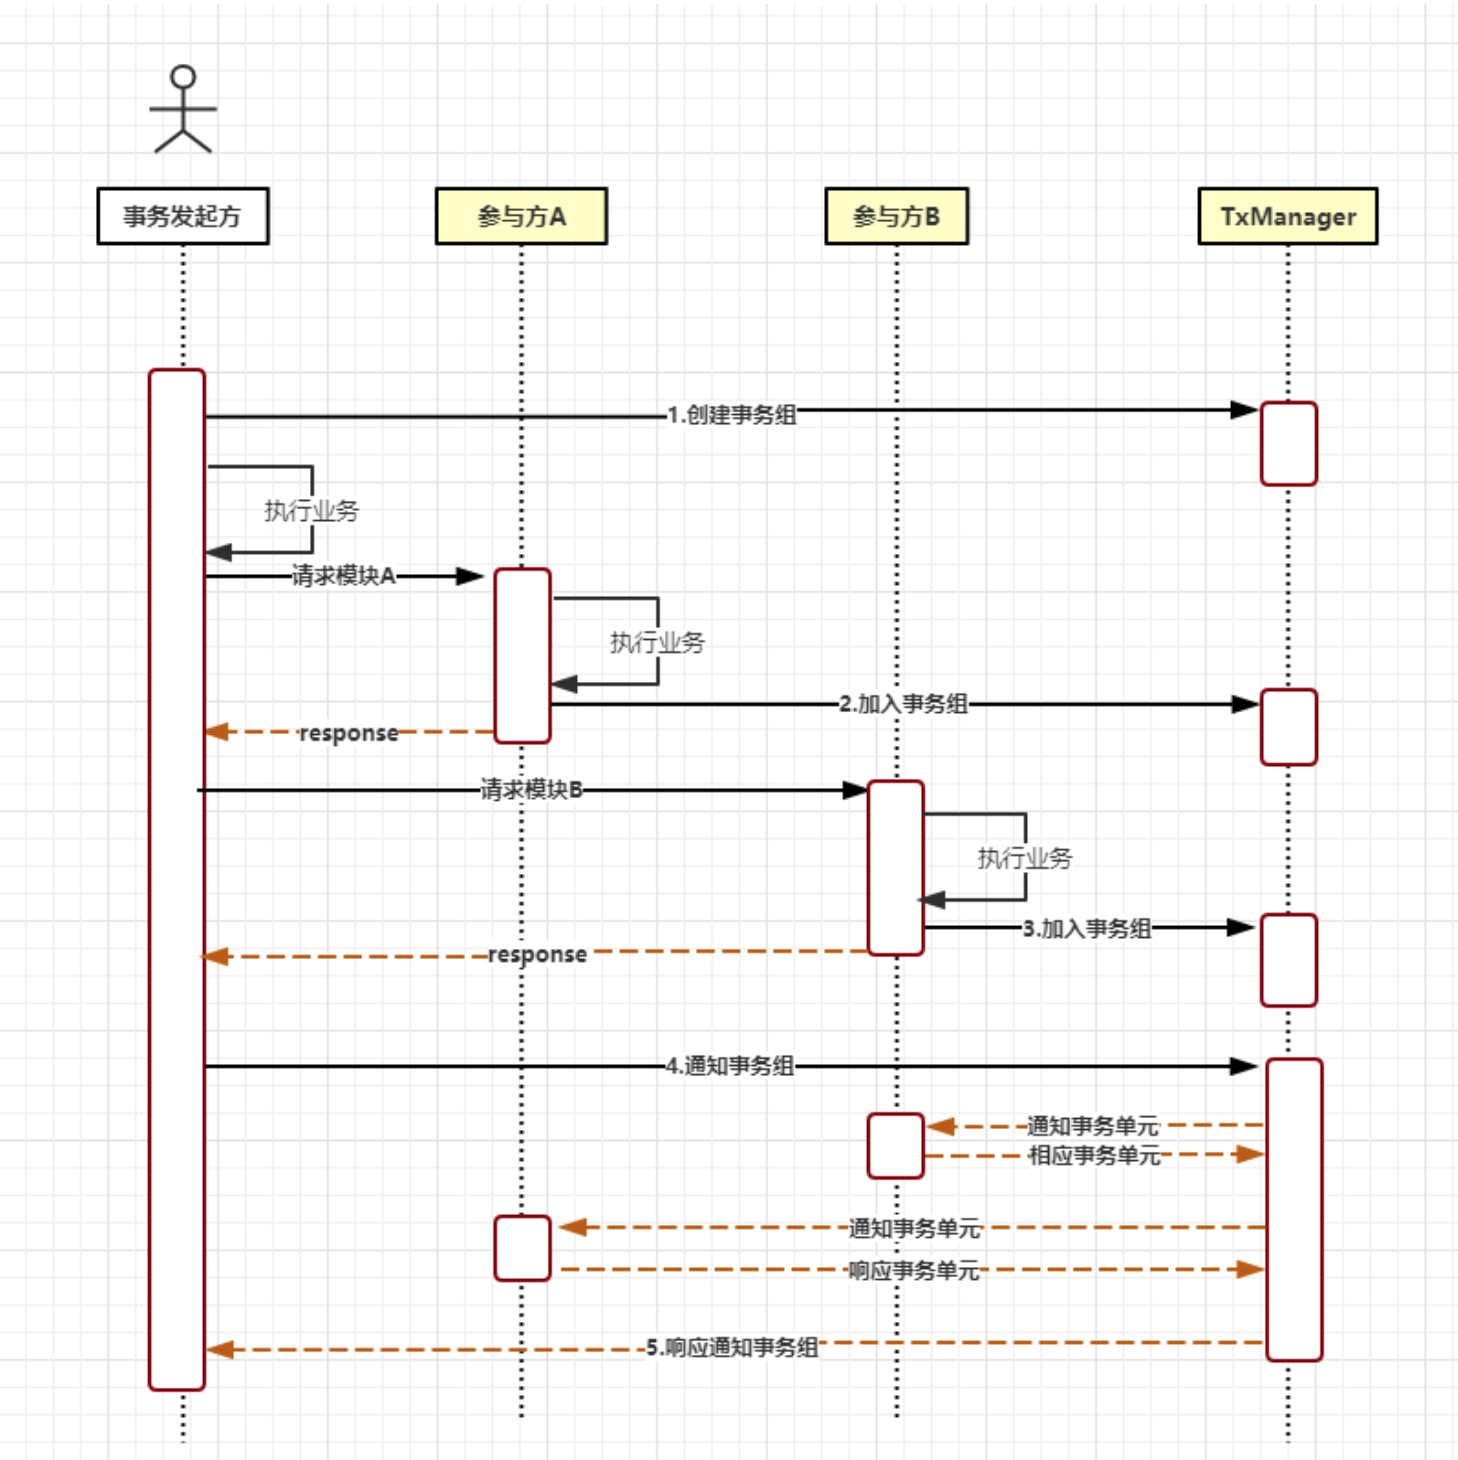 事务发起方
参与方A
参与方B
TxManager
1.创建事务组
执行业务
请求模块A
执行业务
2.加入事务组
response
请求模块B
执行业务
3.加入事务组
response
4.通知事务组
通知事务单元
相应事务单元
通知事务单元
响应事务单元
5.响应通知事务组